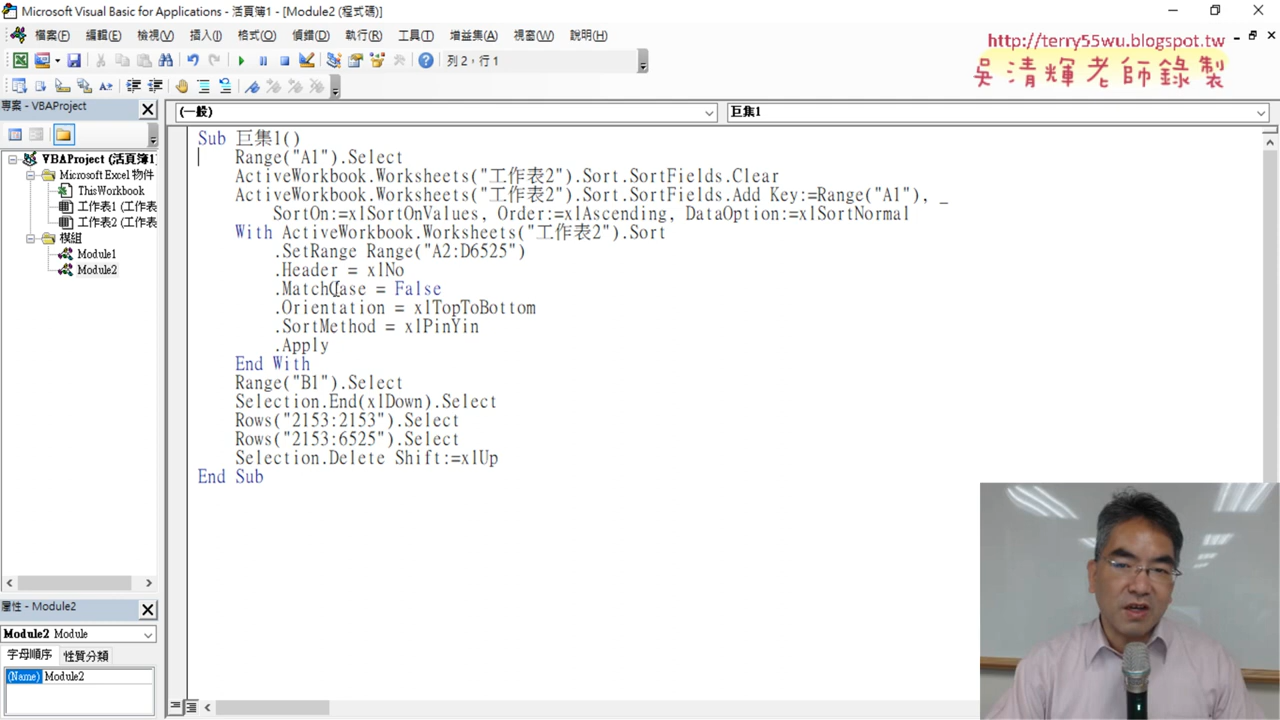 Microsoft Visual Basic for Applications - 活頁簿1 - [Module2 (程式碼)]
檔案(F) 編輯(E) 檢視(V) 插入(I) 格式(O) 偵錯(D) 執行(R) 工具(T) 增益集(A) 視窗(W) 說明(H)
http://terry55wu.blogspot.tw
吳清輝老師錄製
列 2，行 1
專案 - VBAProject
(一般)
巨集1
VBAProject (活頁簿1
Microsoft Excel 物件
ThisWorkbook
工作表1 (工作表
工作表2 (工作表
模組
Module1
Module2
Sub 巨集1()
Range("A1").Select
ActiveWorkbook.Worksheets("工作表2").Sort.SortFields.Clear
ActiveWorkbook.Worksheets("工作表2").Sort.SortFields.Add Key:=Range("A1"), _
SortOn:=xlSortOnValues, Order:=xlAscending, DataOption:=xlSortNormal
With ActiveWorkbook.Worksheets("工作表2").Sort
.SetRange Range("A2:D6525")
.Header = xlNo
.MatchCase = False
.Orientation = xlTopToBottom
.SortMethod = xlPinYin
.Apply
End With
Range("B1").Select
Selection.End(xlDown).Select
Rows("2153:2153").Select
Rows("2153:6525").Select
Selection.Delete Shift:=xlUp
End Sub
屬性 - Module2
Module2 Module
字母順序 性質分類
(Name) Module2